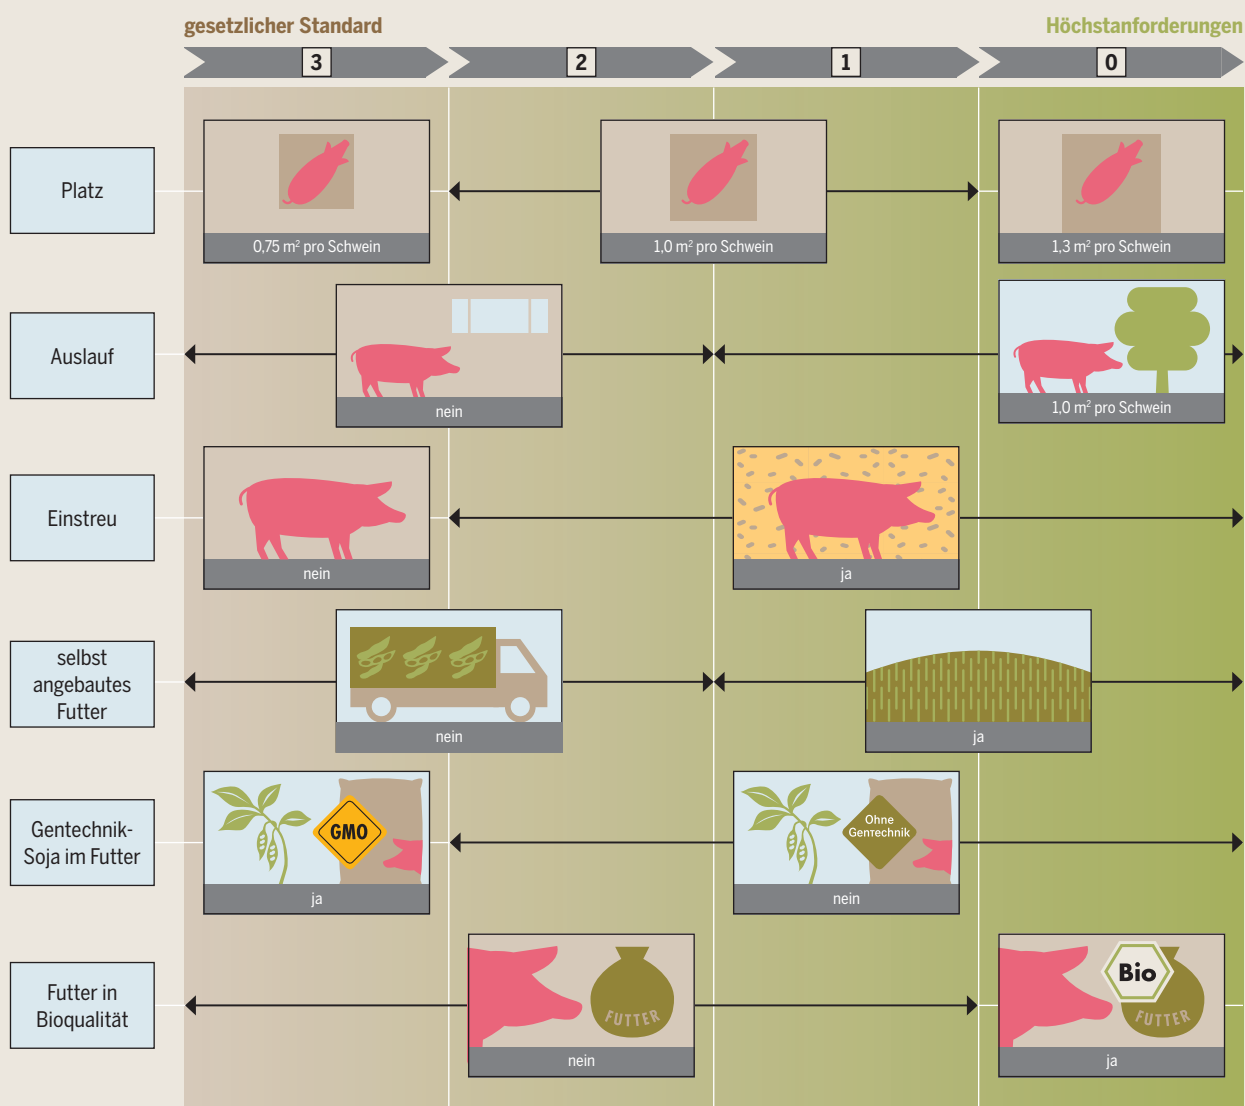 gesetzlicher Standard
Höchstanforderungen
3
2
1
0
Platz
0,75 m² pro Schwein
1,0 m² pro Schwein
1,3 m² pro Schwein
Auslauf
nein
1,0 m² pro Schwein
Einstreu
nein
ja
selbst
angebautes
Futter
nein
ja
Gentechnik-
Soja im Futter
GMO
ja
Ohne
Gentechnik
nein
Futter in
Bioqualität
FUTTER
nein
Bio
FUTTER
ja